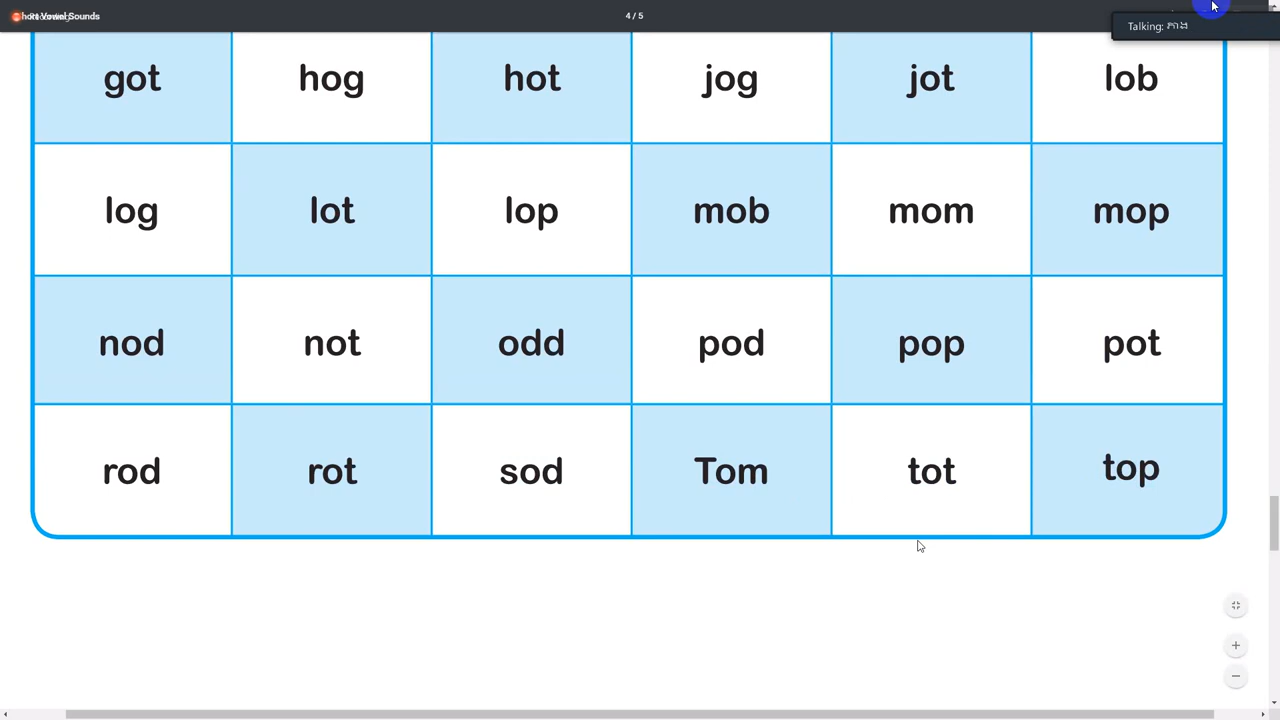 hort Vowel Sounds
4 / 5
Talking:
got hog hot jog jot lob
log lot lop mob mom mop
nod not odd pod pop pot
rod rot sod Tom tot top